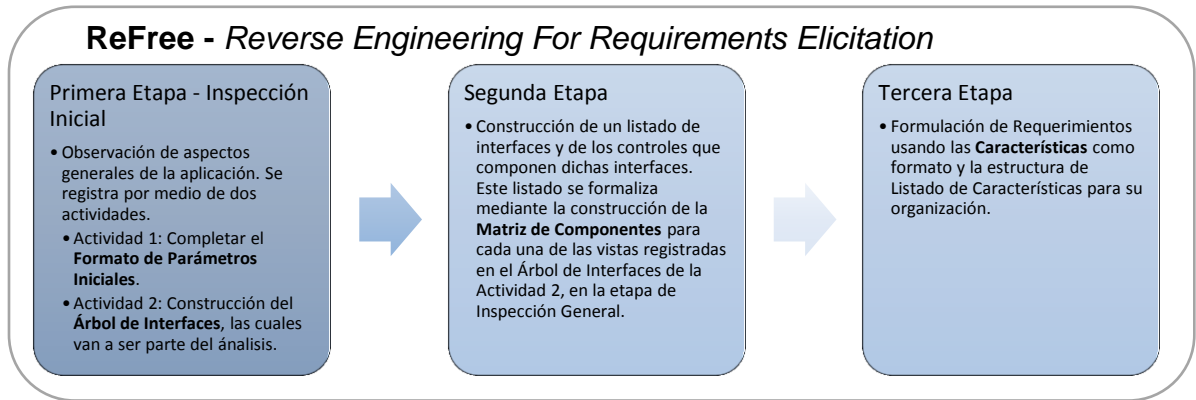 ReFree - Reverse Engineering For Requirements Elicitation
Primera Etapa - Inspección
Inicial
• Observación de aspectos
generales de la aplicación. Se
registra por medio de dos
actividades.
• Actividad 1: Completar el
Formato de Parámetros
Iniciales.
• Actividad 2: Construcción del
Árbol de Interfaces, las cuales
van a ser parte del ánalisis.
Segunda Etapa
• Construcción de un listado de
interfaces y de los controles que
componen dichas interfaces.
Este listado se formaliza
mediante la construcción de la
Matriz de Componentes para
cada una de las vistas registradas
en el Árbol de Interfaces de la
Actividad 2, en la etapa de
Inspección General.
Tercera Etapa
• Formulación de Requerimientos
usando las Características como
formato y la estructura de
Listado de Características para su
organización.